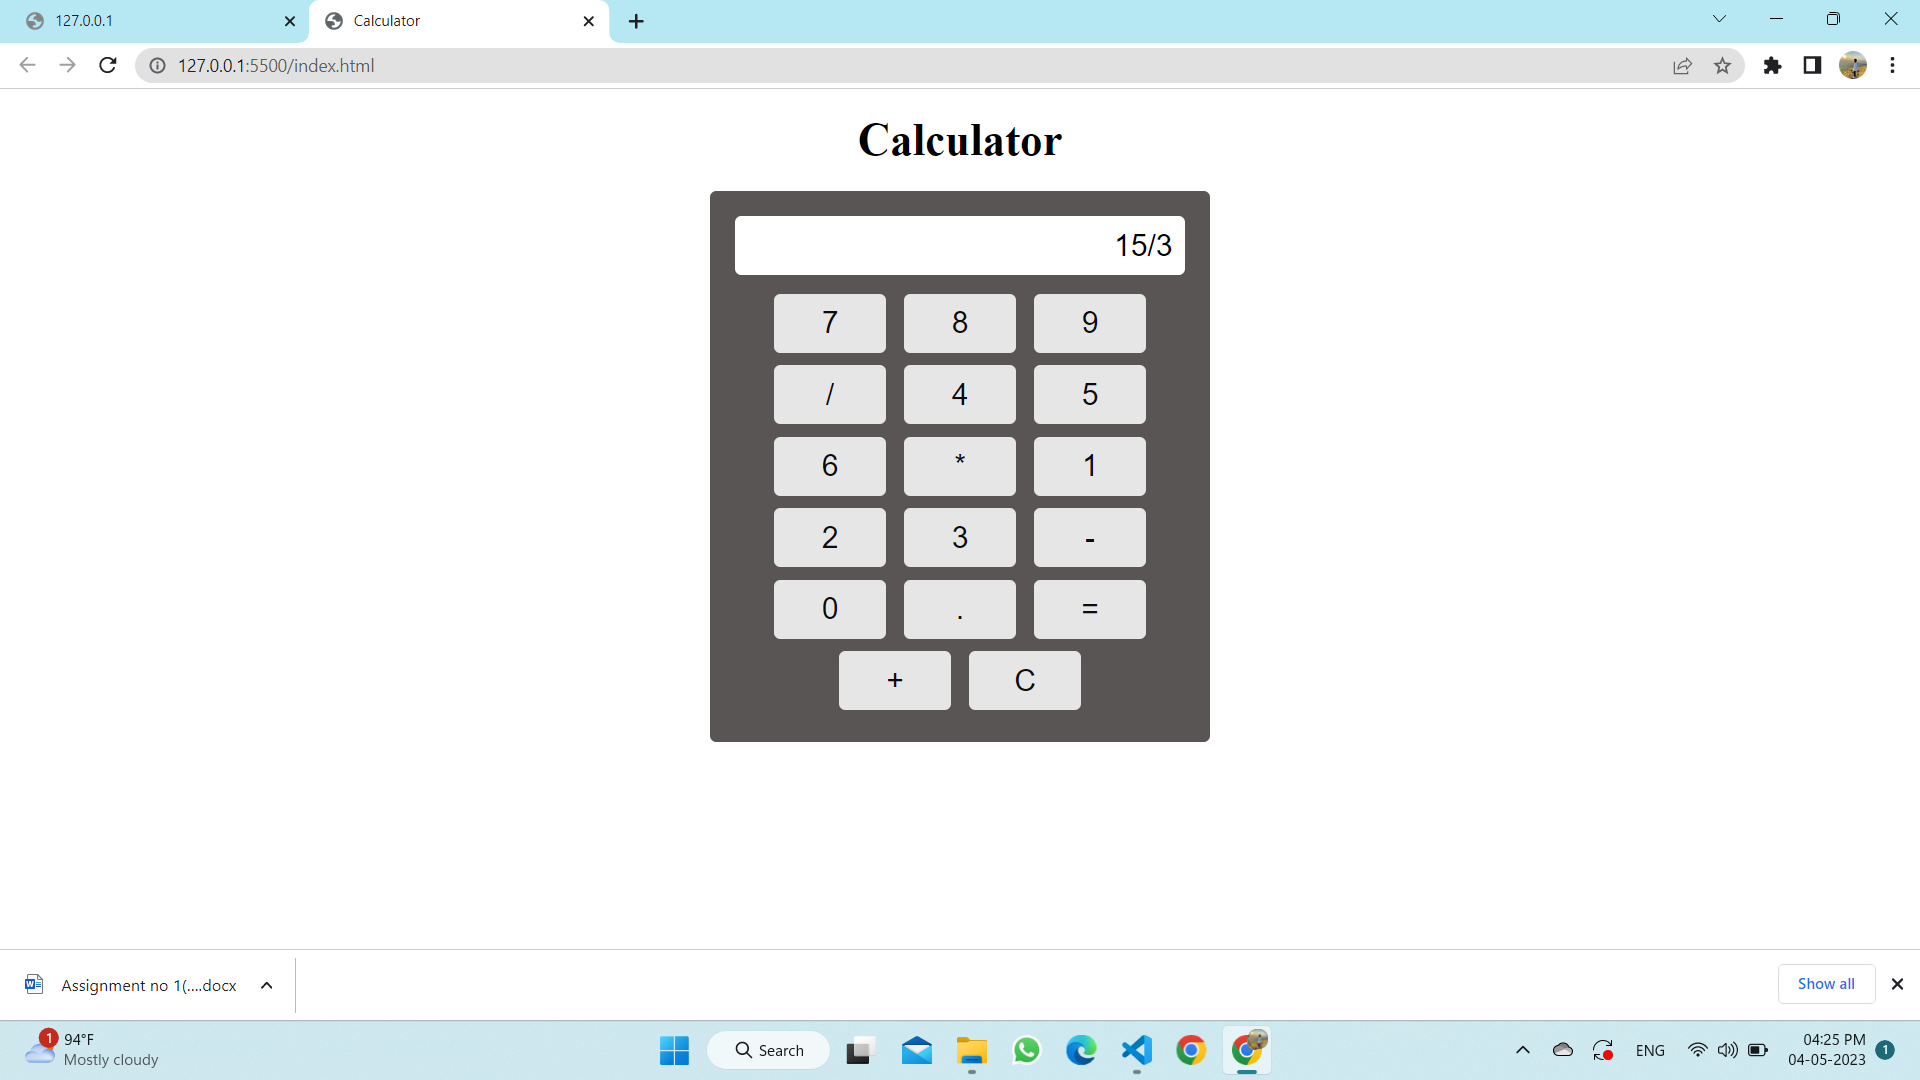 127.0.0.1
Calculator
127.0.0.1:5500/index.html
Calculator
15/3
7 8 9
/ 4 5
6 * 1
2 3 -
0 . =
+ C
Assignment no 1(....docx
Show all
1
94°F
Mostly cloudy
Search
ENG
04:25 PM
04-05-2023
1